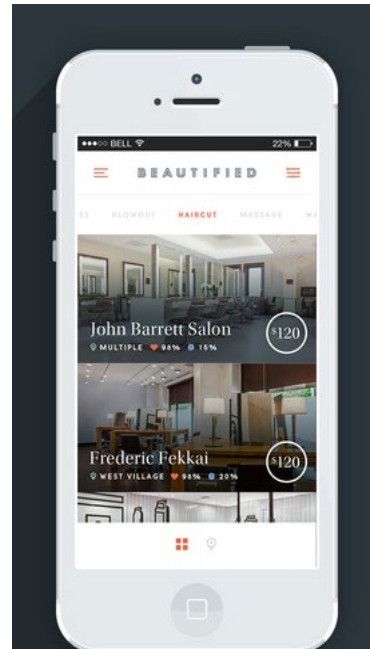 BELL 22%
BEAUTIFIED
SS BLOWOUT HAIRCUT MASSAGE W
John Barrett Salon $120
MULTIPLE 98% 15%
Frederic Fekkai $120
WEST VILLAGE 98% 20%